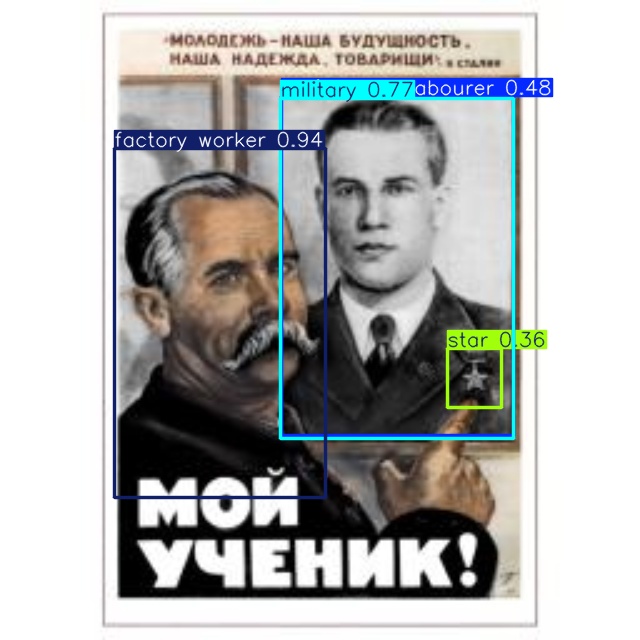 «МОЛОДЕЖЬ – НАША БУДУЩНОСТЬ,
НАША НАДЕЖДА, ТОВАРИЩИ». И. СТАЛИН
military 0.77
abourer 0.48
factory worker 0.94
star 0.36
МОЙ
УЧЕНИК!